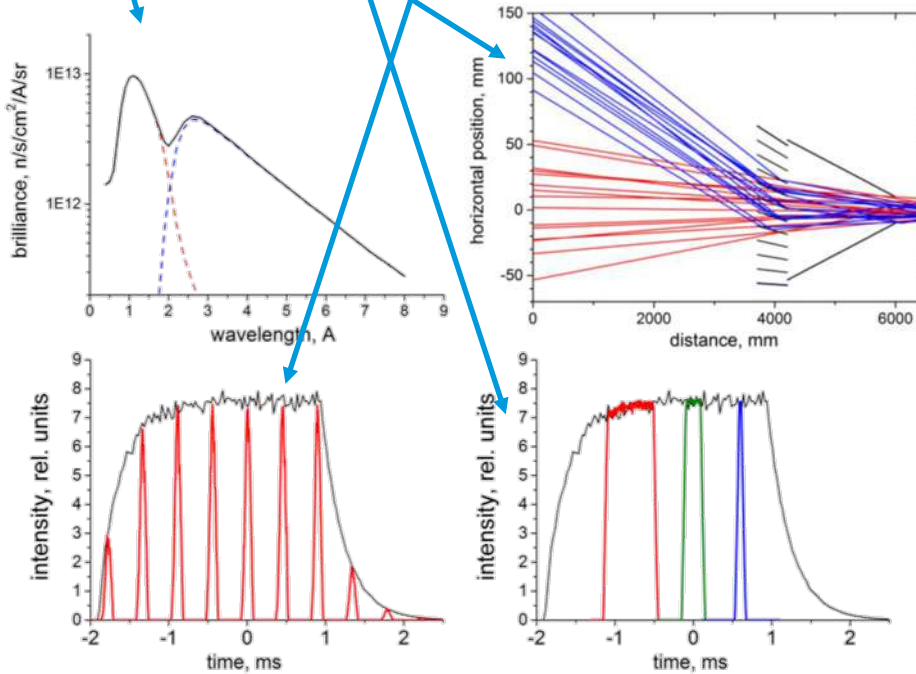 brilliance, n/s/cm²/A/sr
1E13
1E12
0 1 2 3 4 5 6 7 8 9
wavelength, A
horizontal position, mm
150
100
50
0
-50
0 2000 4000 6000
distance, mm
intensity, rel. units
9
8
7
6
5
4
3
2
1
0
-2 -1 0 1 2
time, ms
intensity, rel. units
9
8
7
6
5
4
3
2
1
0
-2 -1 0 1 2
time, ms